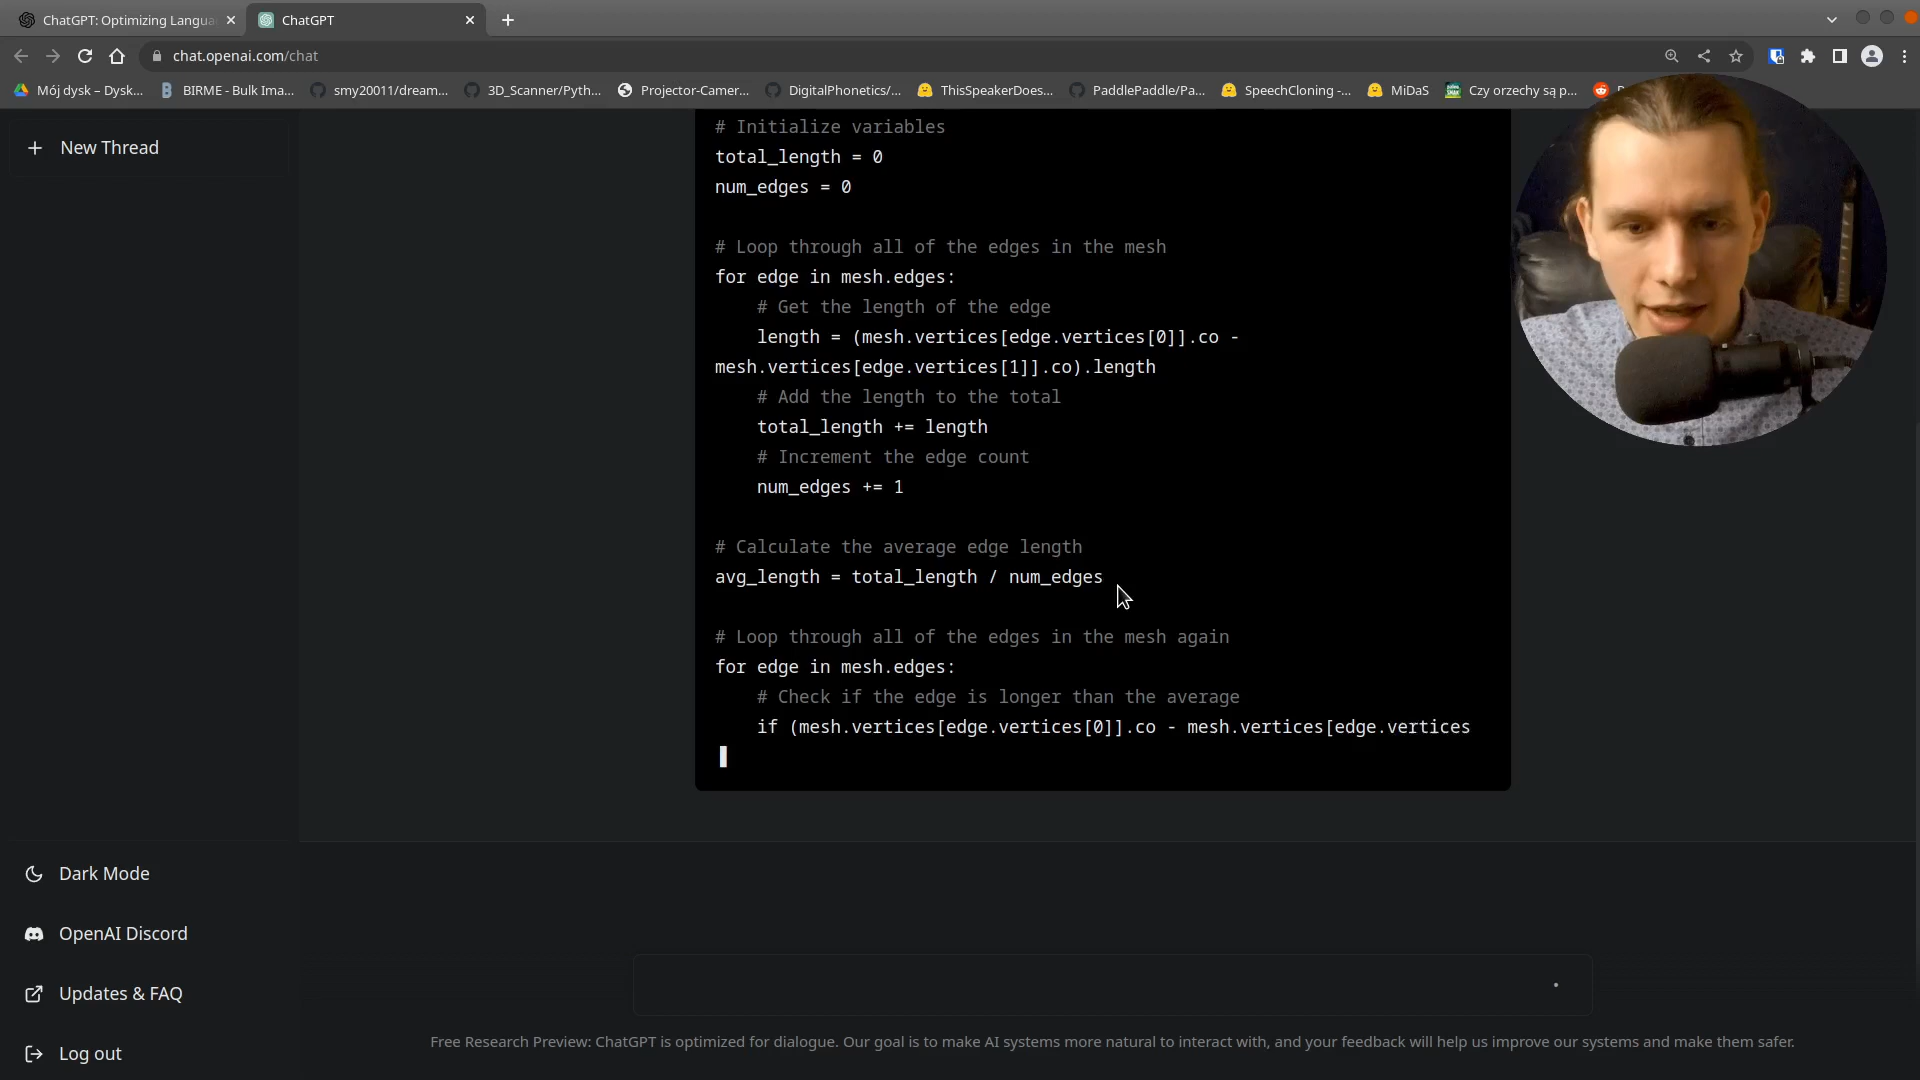 ChatGPT: Optimizing Langua
ChatGPT
chat.openai.com/chat
Mój dysk – Dysk...
BIRME - Bulk Ima...
smy20011/dream...
3D_Scanner/Pyth...
Projector-Camer...
DigitalPhonetics/...
ThisSpeakerDoes...
PaddlePaddle/Pa...
SpeechCloning -...
MiDaS
Czy orzechy są p...
New Thread
# Initialize variables
total_length = 0
num_edges = 0
# Loop through all of the edges in the mesh
for edge in mesh.edges:
# Get the length of the edge
length = (mesh.vertices[edge.vertices[0]].co -
mesh.vertices[edge.vertices[1]].co).length
# Add the length to the total
total_length += length
# Increment the edge count
num_edges += 1
# Calculate the average edge length
avg_length = total_length / num_edges
# Loop through all of the edges in the mesh again
for edge in mesh.edges:
# Check if the edge is longer than the average
if (mesh.vertices[edge.vertices[0]].co - mesh.vertices[edge.vertices
Dark Mode
OpenAI Discord
Updates & FAQ
Log out
Free Research Preview: ChatGPT is optimized for dialogue. Our goal is to make AI systems more natural to interact with, and your feedback will help us improve our systems and make them safer.